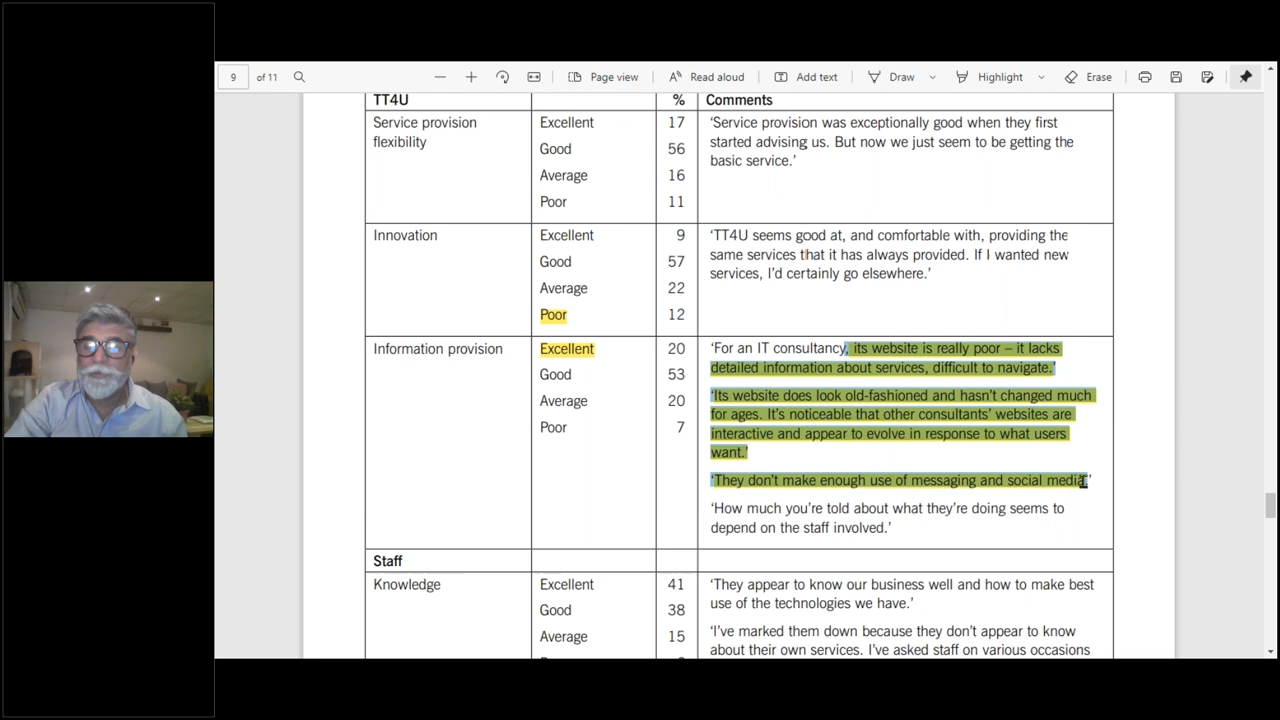 9 of 11
Page view
Read aloud
Add text
Draw
Highlight
Erase
TT4U % Comments
Service provision Excellent 17 ‘Service provision was exceptionally good when they first
flexibility Good 56 started advising us. But now we just seem to be getting the
Average 16 basic service.’
Poor 11
Innovation Excellent 9 ‘TT4U seems good at, and comfortable with, providing the
Good 57 same services that it has always provided. If I wanted new
Average 22 services, I’d certainly go elsewhere.’
Poor 12
Information provision Excellent 20 ‘For an IT consultancy, its website is really poor – it lacks
Good 53 detailed information about services, difficult to navigate.’
Average 20 ‘Its website does look old-fashioned and hasn’t changed much
for ages. It’s noticeable that other consultants’ websites are
Poor 7 interactive and appear to evolve in response to what users
want.’
‘They don’t make enough use of messaging and social media.’
‘How much you’re told about what they’re doing seems to
depend on the staff involved.’
Staff
Knowledge Excellent 41 ‘They appear to know our business well and how to make best
Good 38 use of the technologies we have.’
Average 15 ‘I’ve marked them down because they don’t appear to know
about their own services. I’ve asked staff on various occasions